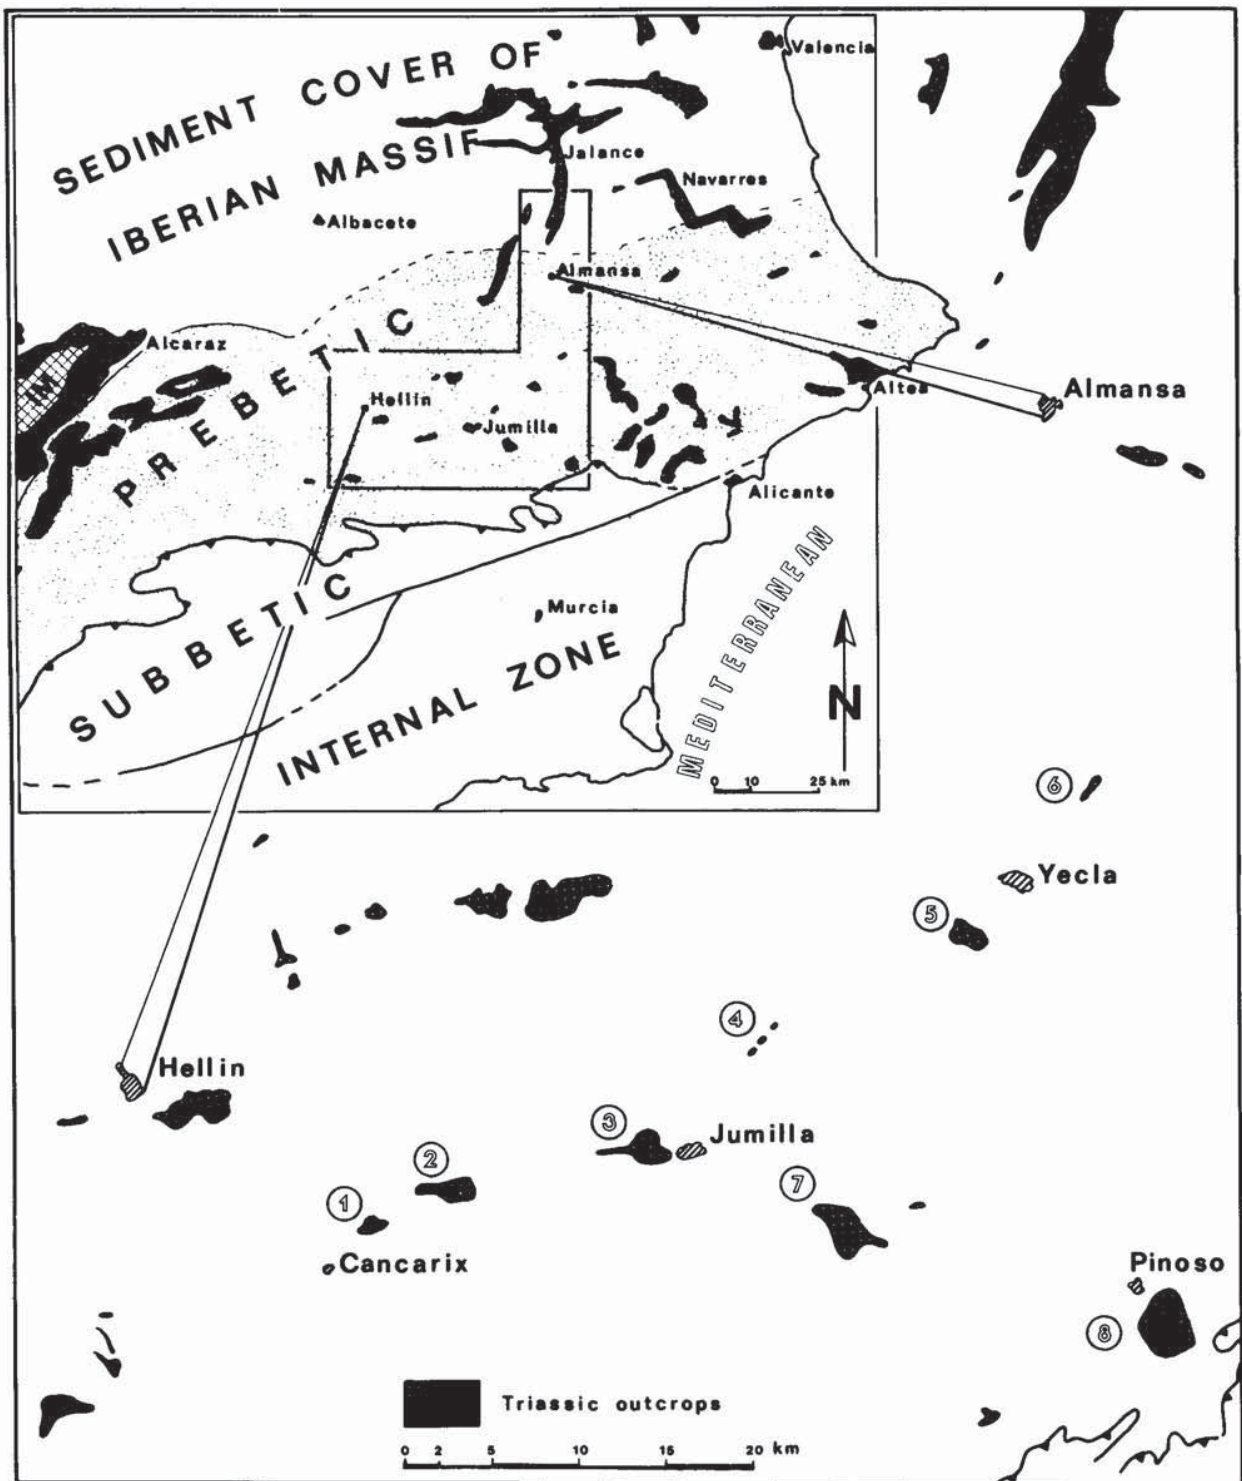 SEDIMENT COVER OF
IBERIAN MASSIF
Valencia
Jalance
Navarres
Albacete
Almansa
Alcaraz
IM
PREBETIC
Hellin
Jumilla
Altea
Alicante
SUBBETIC
Murcia
INTERNAL ZONE
MEDITERRANEAN
N
0 10 25 km
Almansa
6
Yecla
5
4
Hellin
3
Jumilla
2
1
7
Cancarix
Pinoso
8
Triassic outcrops
0 2 5 10 15 20 km